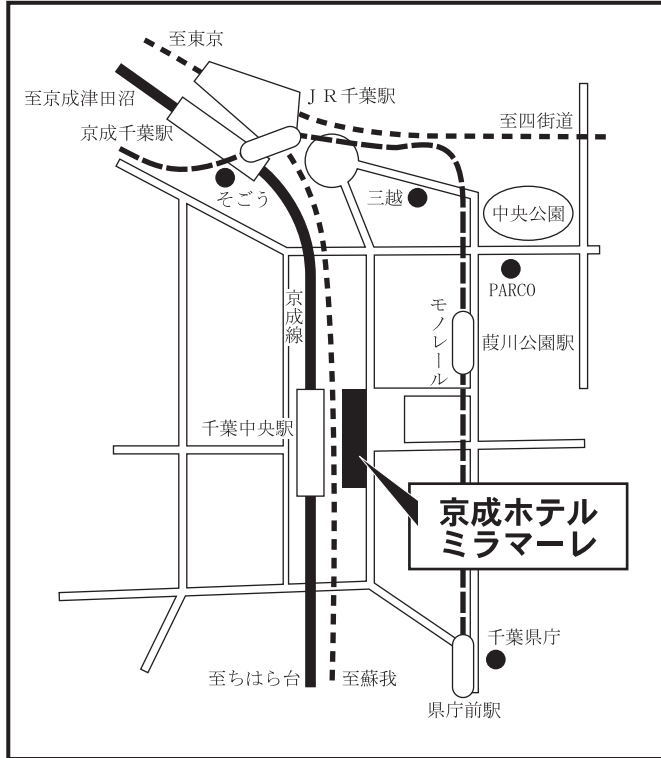 至東京
ＪＲ千葉駅
至京成津田沼
至四街道
京成千葉駅
そごう
三越
中央公園
PARCO
京成線
モノレール
葭川公園駅
千葉中央駅
京成ホテル
ミラマーレ
千葉県庁
至ちはら台
至蘇我
県庁前駅